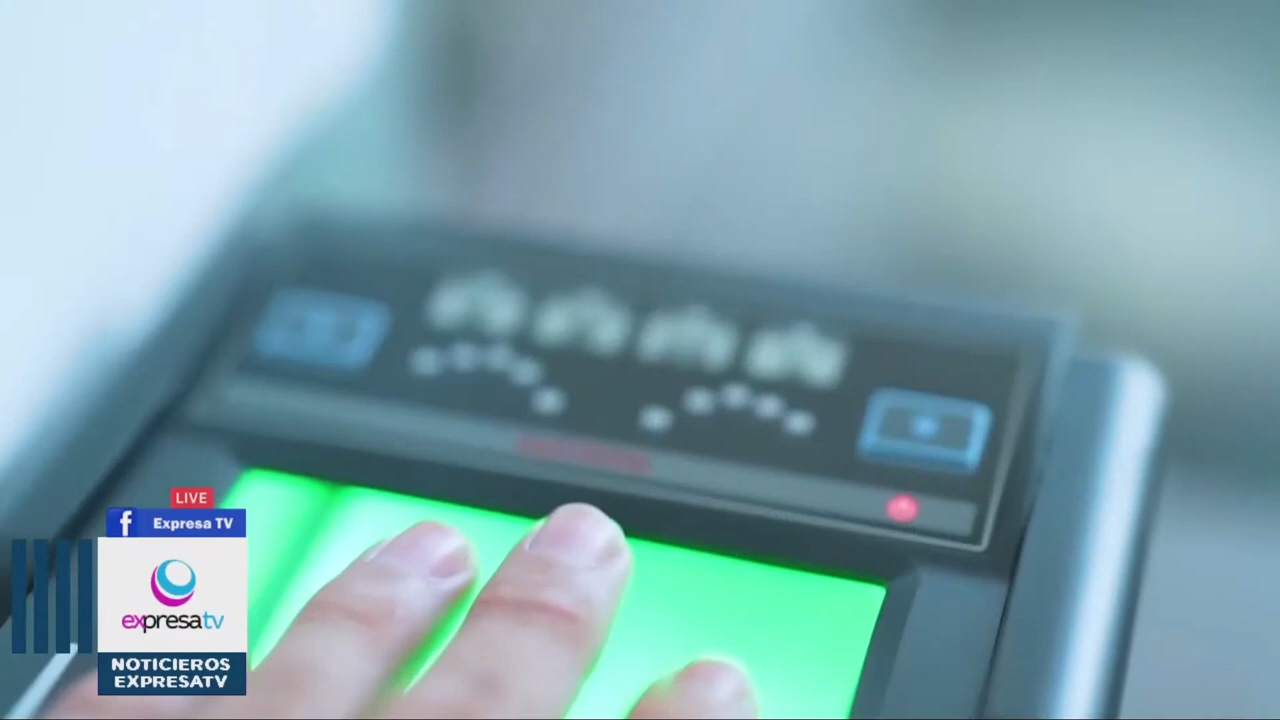 LIVE
f Expresa TV
expresatv
NOTICIEROS
EXPRESATV